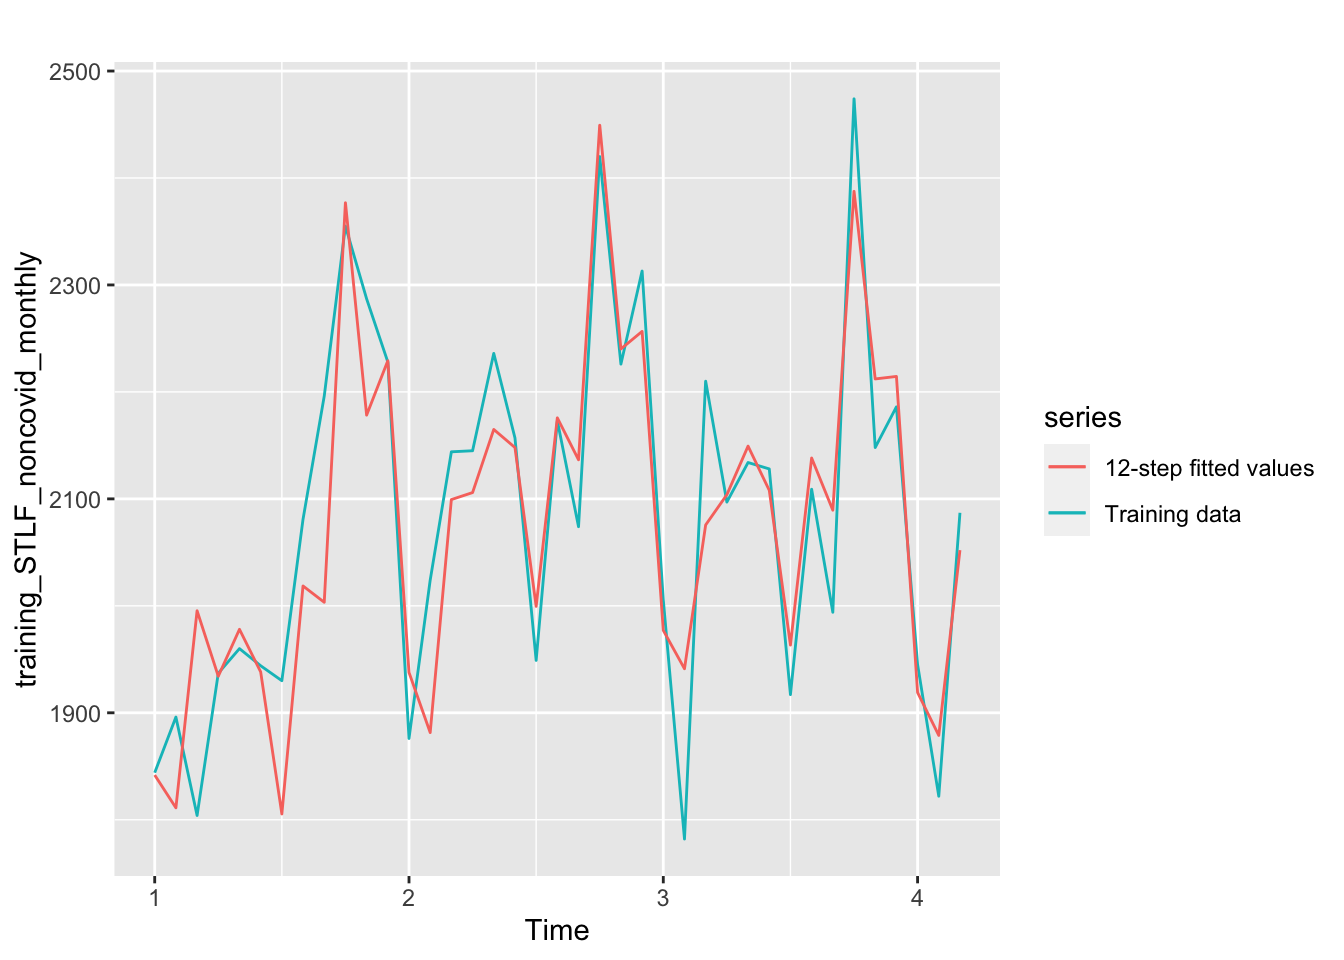 2500
2300
2100
1900
training_STLF_noncovid_monthly
1
2
3
4
Time
series
12-step fitted values
Training data